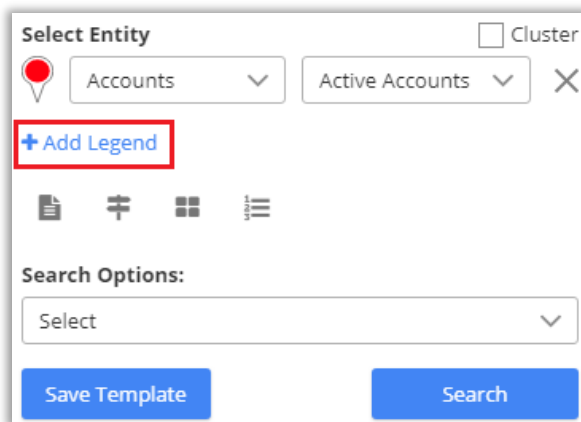 Select Entity Cluster
Accounts Active Accounts
+ Add Legend
Search Options:
Select
Save Template Search